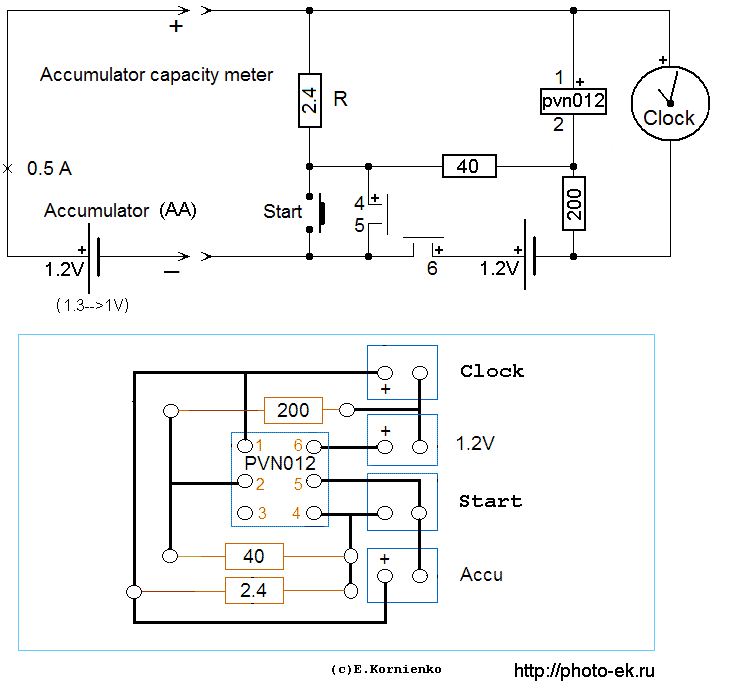 +
Accumulator capacity meter
2.4 R
1 +
pvn012
2
+
Clock
40
0.5 A
200
Accumulator (AA)
Start
4 +
5
+
1.2V
–
+
6
+
1.2V
(1.3-->1V)
Clock
+
200
+
1.2V
1 6
PVN012
2 5
Start
3 4
40
+
Accu
2.4
(c)E.Kornienko
http://photo-ek.ru